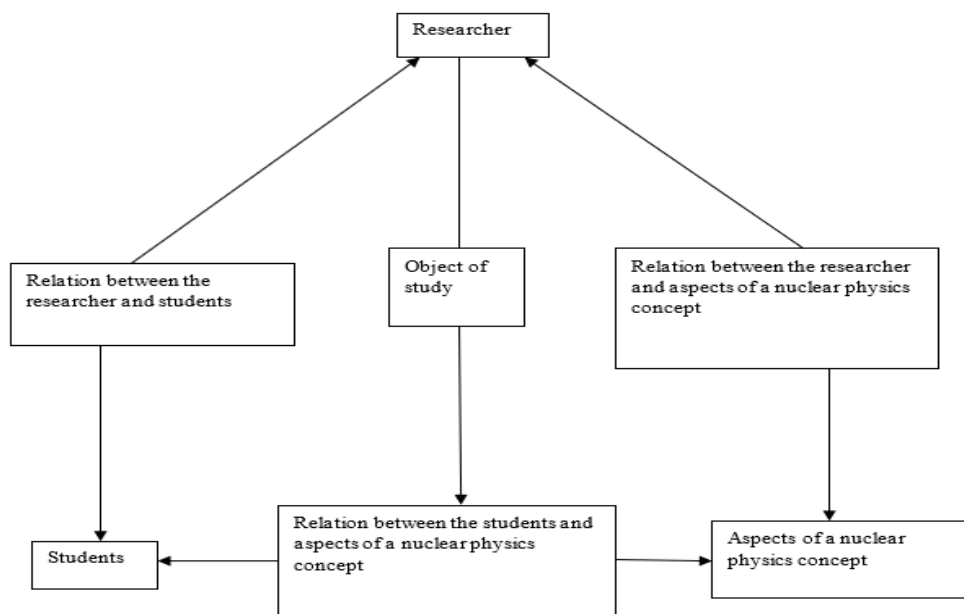 Researcher
Relation between the
researcher and students
Object of
study
Relation between the researcher
and aspects of a nuclear physics
concept
Students
Relation between the students and
aspects of a nuclear physics
concept
Aspects of a nuclear
physics concept